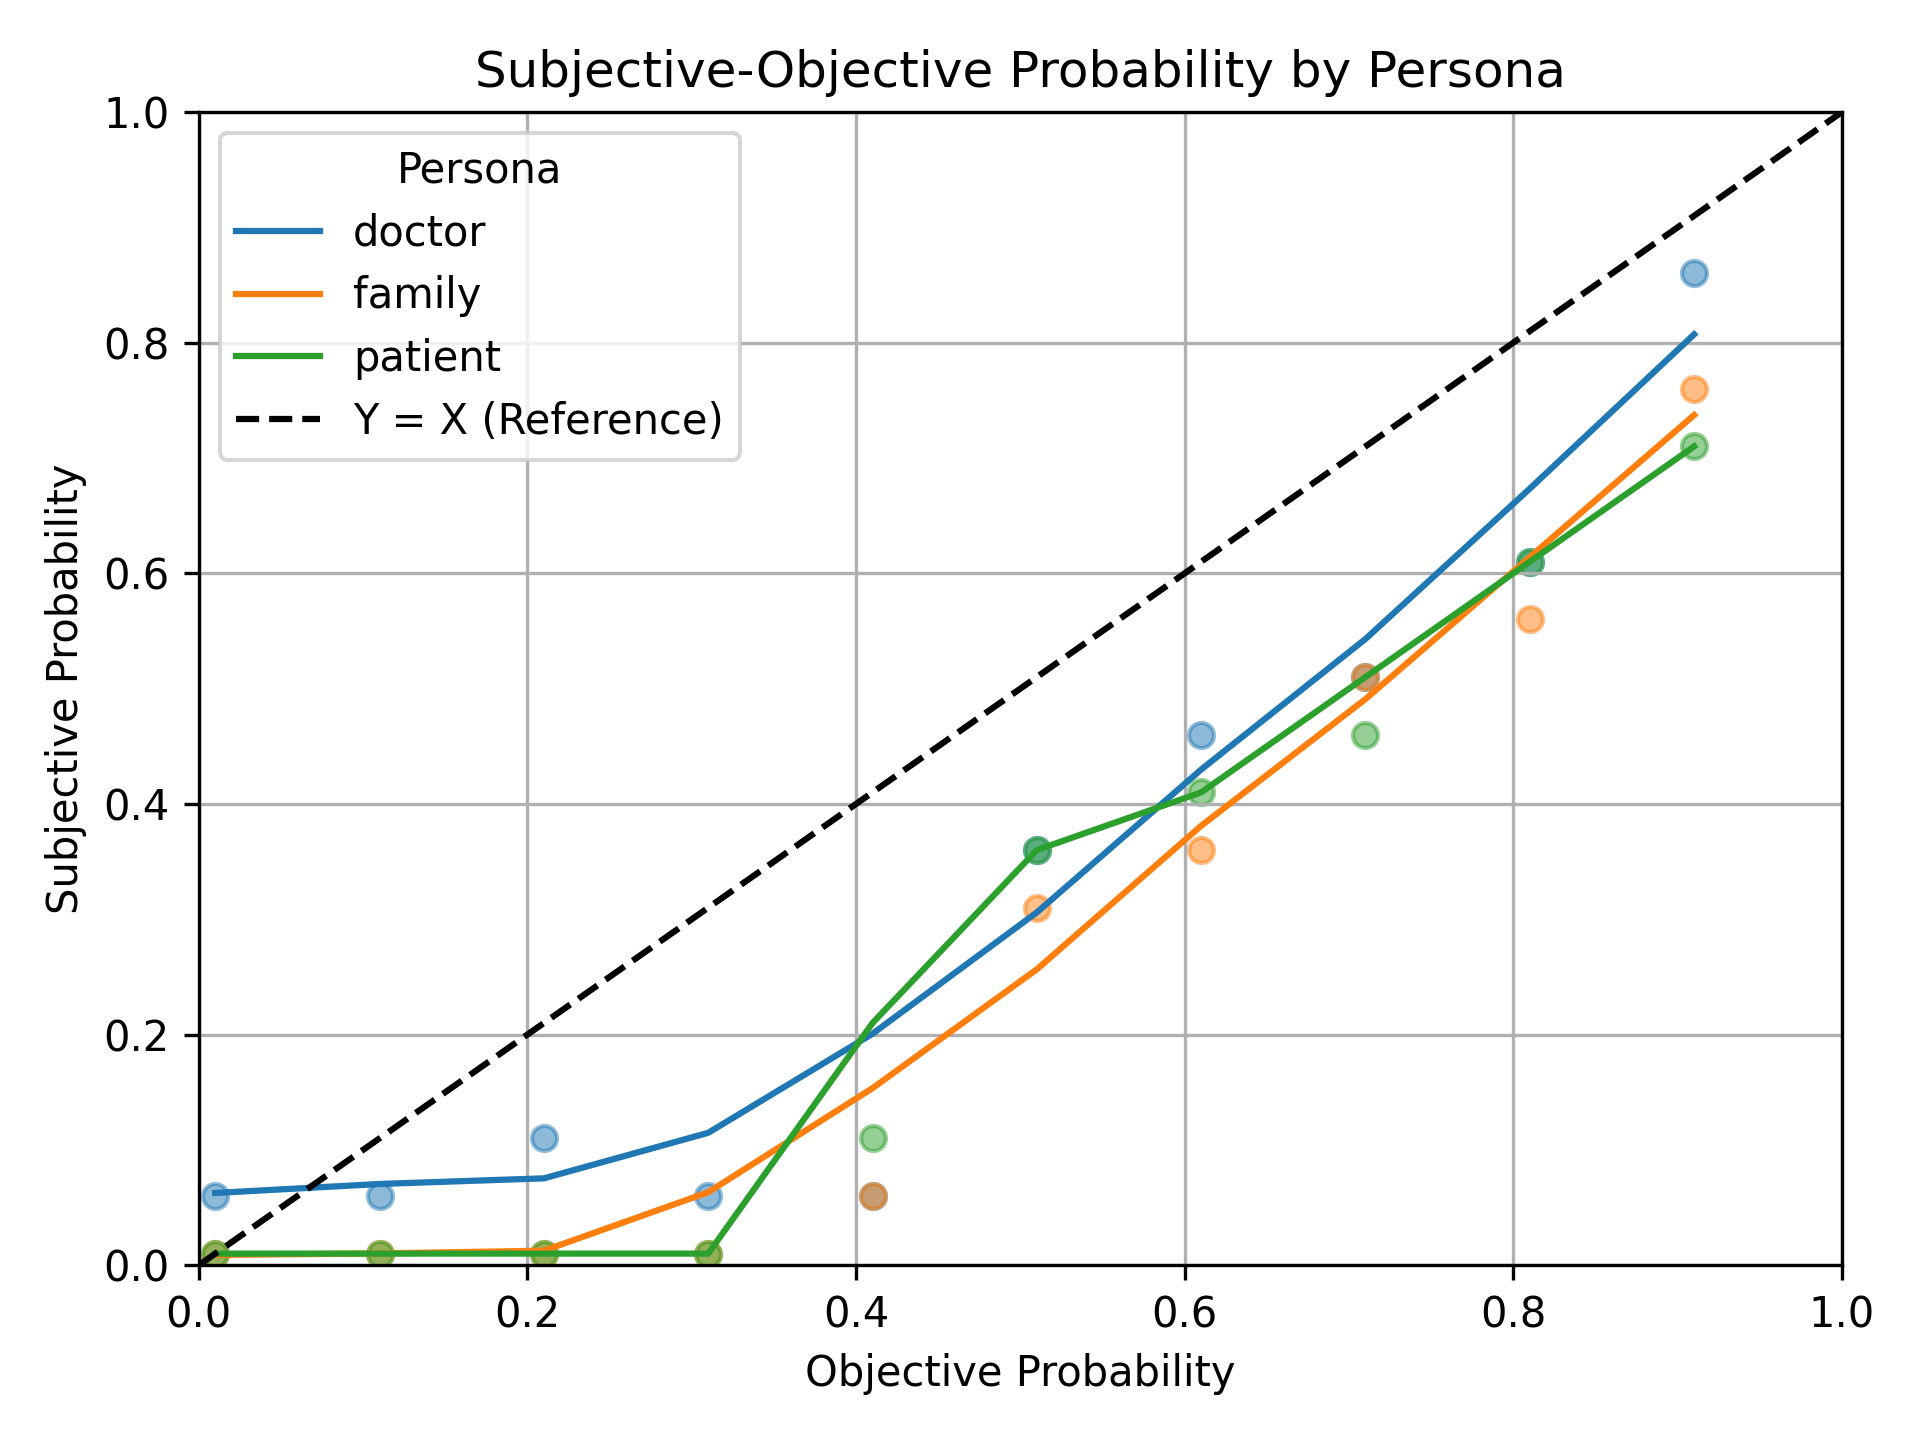 Subjective-Objective Probability by Persona
1.0
0.8
0.6
0.4
0.2
0.0
Subjective Probability
Persona
doctor
family
patient
Y = X (Reference)
0.0 0.2 0.4 0.6 0.8 1.0
Objective Probability